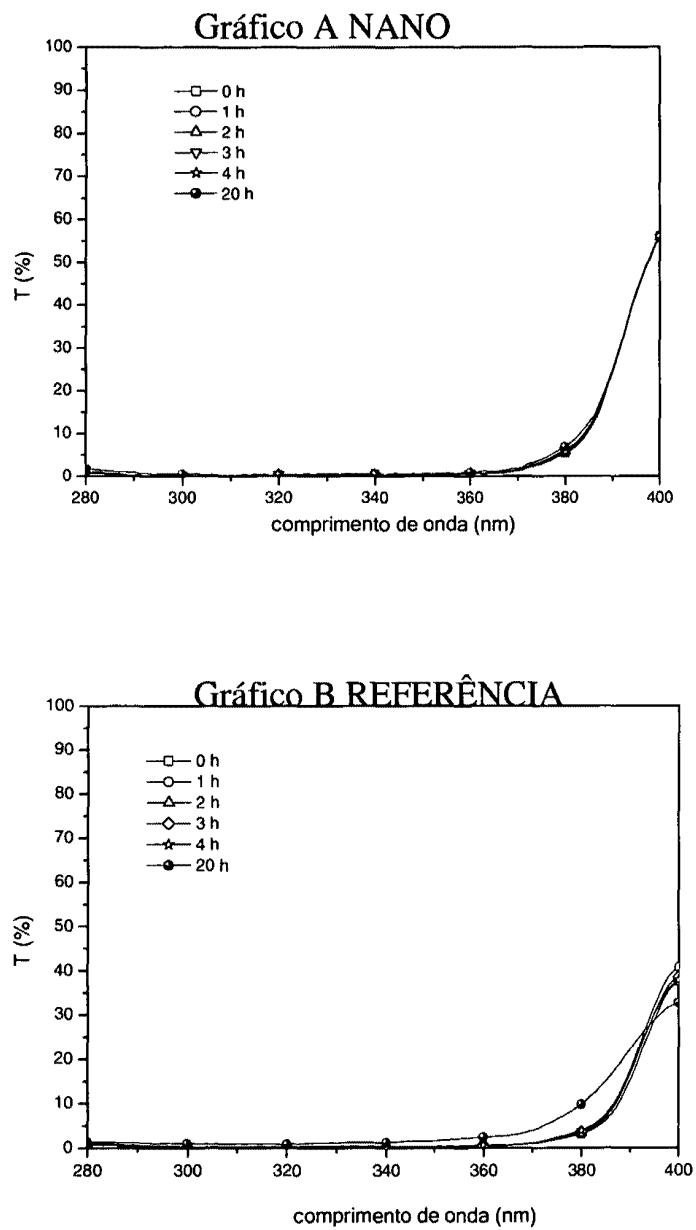 Gráfico A NANO
100
90
80
70
60
50
40
30
20
10
0
T (%)
0 h
1 h
2 h
3 h
4 h
20 h
280 300 320 340 360 380 400
comprimento de onda (nm)
Gráfico B REFERÊNCIA
100
90
80
70
60
50
40
30
20
10
0
T (%)
0 h
1 h
2 h
3 h
4 h
20 h
280 300 320 340 360 380 400
comprimento de onda (nm)